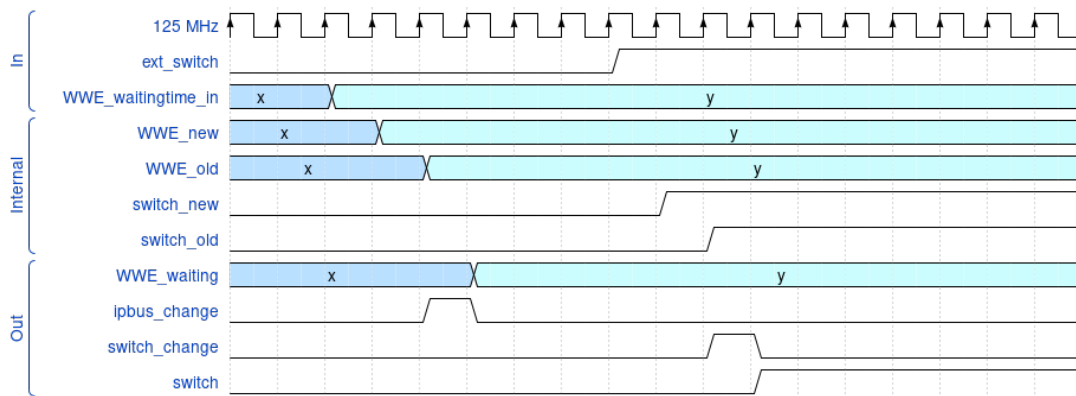 In
125 MHz
ext_switch
WWE_waitingtime_in x y
Internal
WWE_new x y
WWE_old x y
switch_new
switch_old
Out
WWE_waiting x y
ipbus_change
switch_change
switch